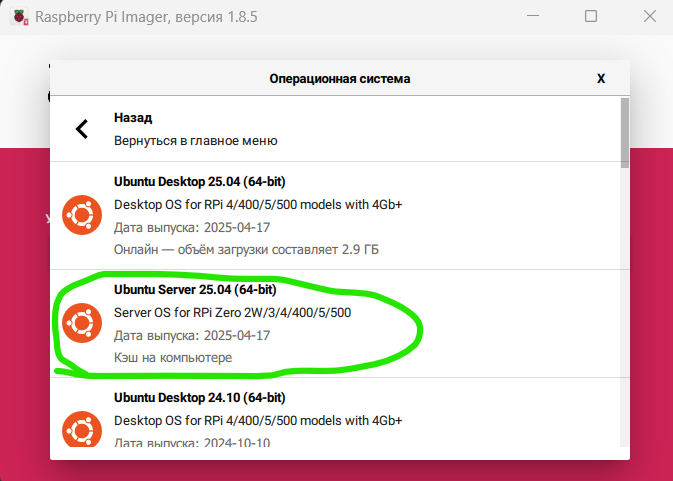 Raspberry Pi Imager, версия 1.8.5
Операционная система
X
Назад
Вернуться в главное меню
Ubuntu Desktop 25.04 (64-bit)
Desktop OS for RPi 4/400/5/500 models with 4Gb+
Дата выпуска: 2025-04-17
Онлайн — объём загрузки составляет 2.9 ГБ
Ubuntu Server 25.04 (64-bit)
Server OS for RPi Zero 2W/3/4/400/5/500
Дата выпуска: 2025-04-17
Кэш на компьютере
Ubuntu Desktop 24.10 (64-bit)
Desktop OS for RPi 4/400/5/500 models with 4Gb+
Дата выпуска: 2024-10-10